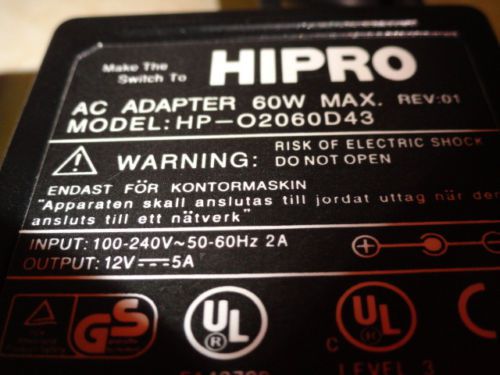 Make The
Switch To
HIPRO
AC ADAPTER 60W MAX. REV:01
MODEL: HP-O2060D43
WARNING: RISK OF ELECTRIC SHOCK
DO NOT OPEN
ENDAST FÖR KONTORMASKIN
"Apparaten skall anslutas till jordat uttag när den
ansluts till ett nätverk"
INPUT: 100-240V~50-60Hz 2A
OUTPUT: 12V⎓5A
GS
UL
®
C UL
LEVEL 3